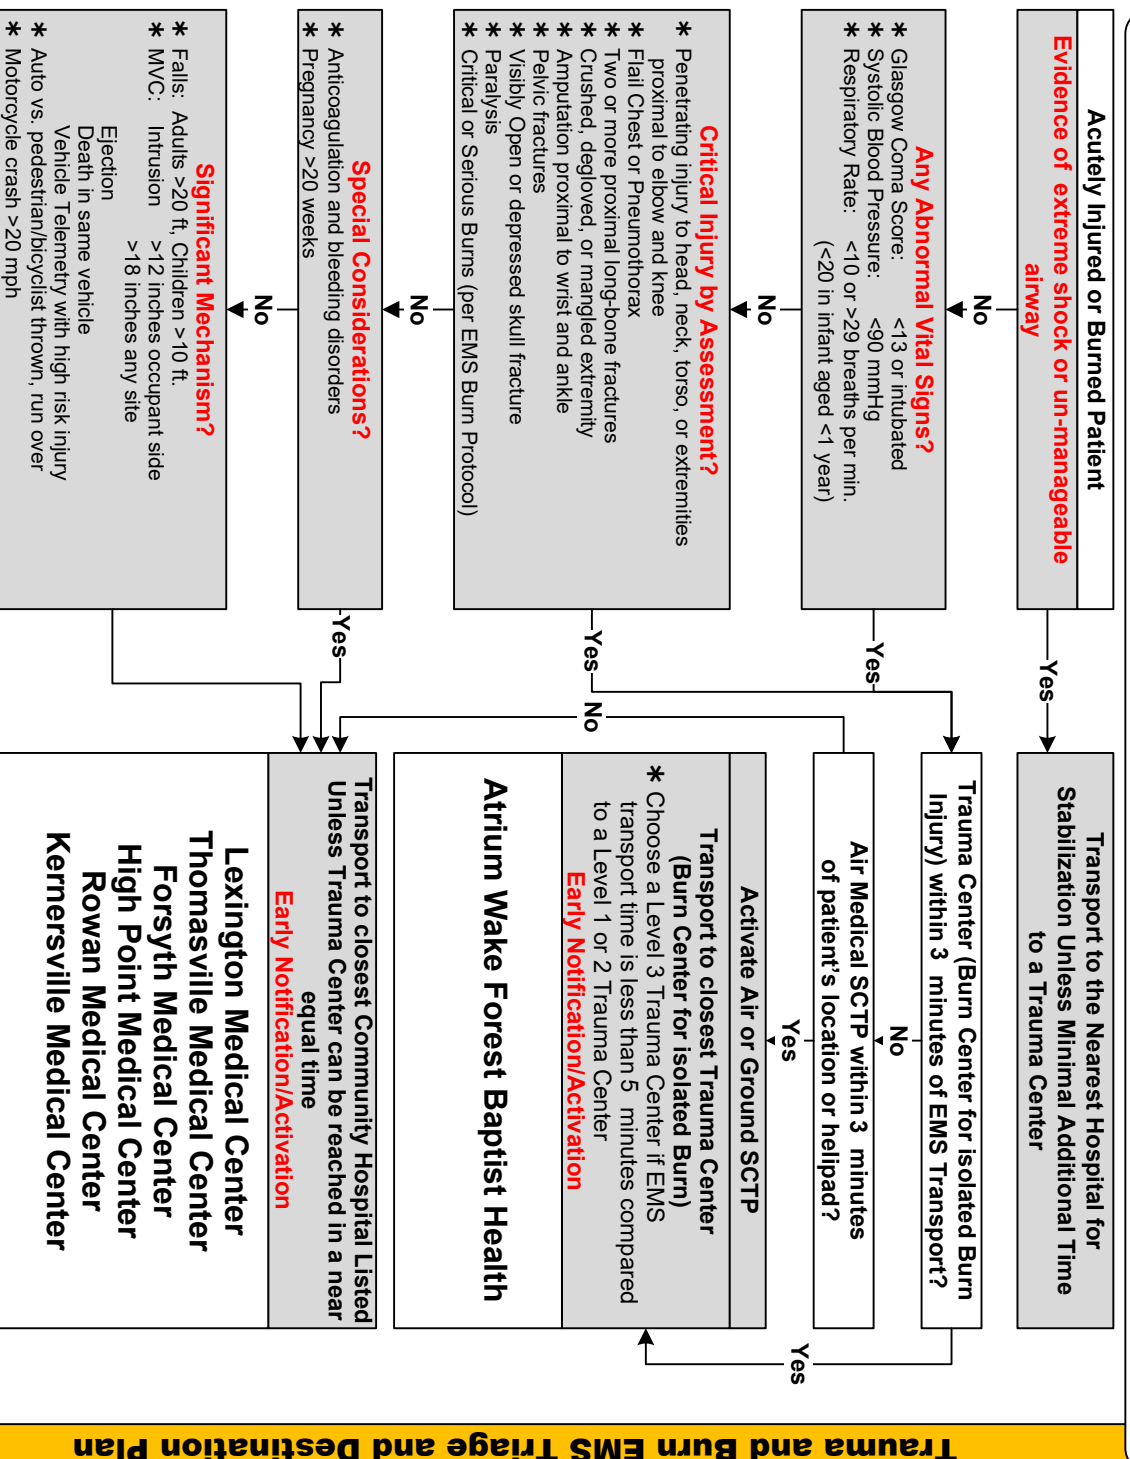 Trauma and Burn EMS Triage and Destination Plan
Acutely Injured or Burned Patient
Evidence of extreme shock or un-manageable
airway
No
Yes
Any Abnormal Vital Signs?
* Glasgow Coma Score: <13 or intubated
* Systolic Blood Pressure: <90 mmHg
* Respiratory Rate: <10 or >29 breaths per min.
(<20 in infant aged <1 year)
No
Yes
Critical Injury by Assessment?
* Penetrating injury to head, neck, torso, or extremities
proximal to elbow and knee
* Flail Chest or Pneumothorax
* Two or more proximal long-bone fractures
* Crushed, degloved, or mangled extremity
* Amputation proximal to wrist and ankle
* Pelvic fractures
* Visibly Open or depressed skull fracture
* Paralysis
* Critical or Serious Burns (per EMS Burn Protocol)
No
Yes
Special Considerations?
* Anticoagulation and bleeding disorders
* Pregnancy >20 weeks
No
Yes
Significant Mechanism?
* Falls: Adults >20 ft, Children >10 ft.
* MVC: Intrusion >12 inches occupant side
>18 inches any site
Ejection
Death in same vehicle
Vehicle Telemetry with high risk injury
* Auto vs. pedestrian/bicyclist thrown, run over
* Motorcycle crash >20 mph
Transport to the Nearest Hospital for
Stabilization Unless Minimal Additional Time
to a Trauma Center
Trauma Center (Burn Center for isolated Burn
Injury) within 3 minutes of EMS Transport?
No
Yes
Air Medical SCTP within 3 minutes
of patient's location or helipad?
Yes
No
Activate Air or Ground SCTP
Transport to closest Trauma Center
(Burn Center for isolated Burn)
* Choose a Level 3 Trauma Center if EMS
transport time is less than 5 minutes compared
to a Level 1 or 2 Trauma Center
Early Notification/Activation
Atrium Wake Forest Baptist Health
Transport to closest Community Hospital Listed
Unless Trauma Center can be reached in a near
equal time
Early Notification/Activation
Lexington Medical Center
Thomasville Medical Center
Forsyth Medical Center
High Point Medical Center
Rowan Medical Center
Kernersville Medical Center